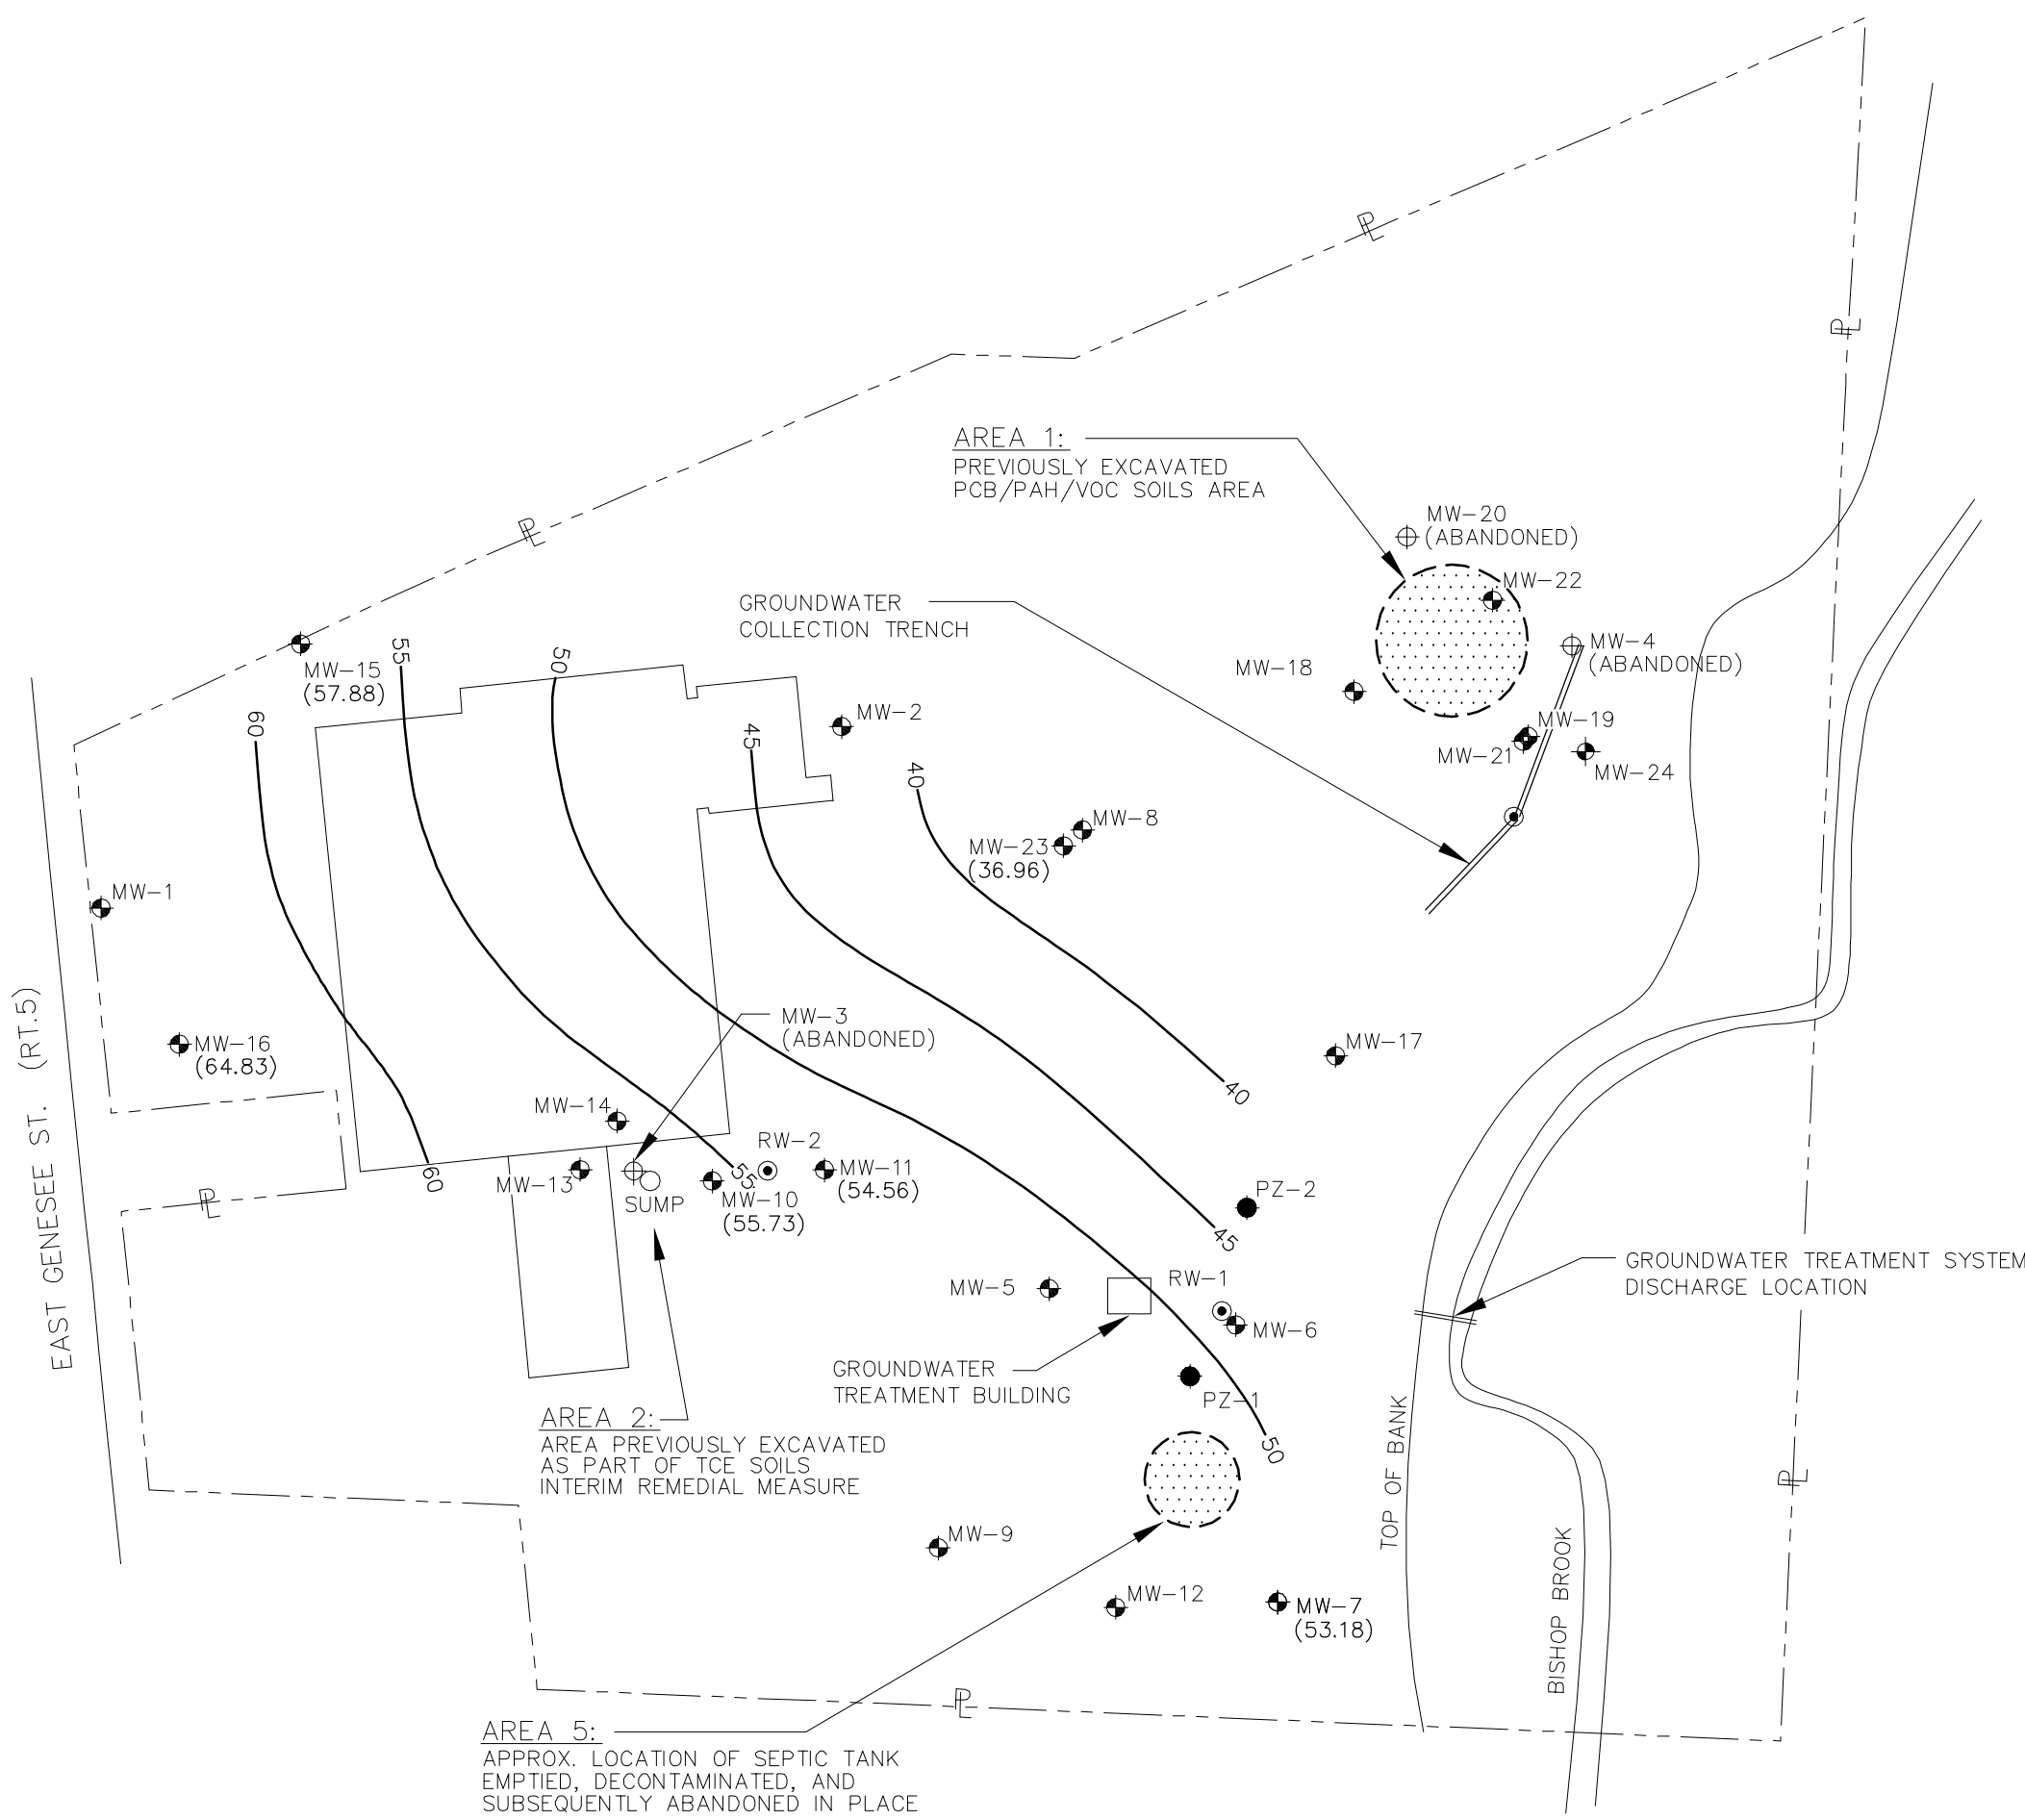 PL
PL
AREA 1:
PREVIOUSLY EXCAVATED
PCB/PAH/VOC SOILS AREA
MW-20
(ABANDONED)
PL
MW-22
GROUNDWATER
COLLECTION TRENCH
MW-4
(ABANDONED)
MW-18
MW-15
(57.88)
55
50
60
45
40
MW-2
MW-19
MW-21
MW-24
MW-8
MW-23
(36.96)
MW-1
MW-3
(ABANDONED)
MW-16
(64.83)
MW-17
40
EAST GENESEE ST. (RT.5)
MW-14
RW-2
MW-11
(54.56)
MW-13
60
55
SUMP
MW-10
(55.73)
PL
PZ-2
45
GROUNDWATER TREATMENT SYSTEM
DISCHARGE LOCATION
MW-5
RW-1
MW-6
GROUNDWATER
TREATMENT BUILDING
PZ-1
50
AREA 2:
AREA PREVIOUSLY EXCAVATED
AS PART OF TCE SOILS
INTERIM REMEDIAL MEASURE
TOP OF BANK
PL
MW-9
MW-12
MW-7
(53.18)
BISHOP BROOK
PL
AREA 5:
APPROX. LOCATION OF SEPTIC TANK
EMPTIED, DECONTAMINATED, AND
SUBSEQUENTLY ABANDONED IN PLACE